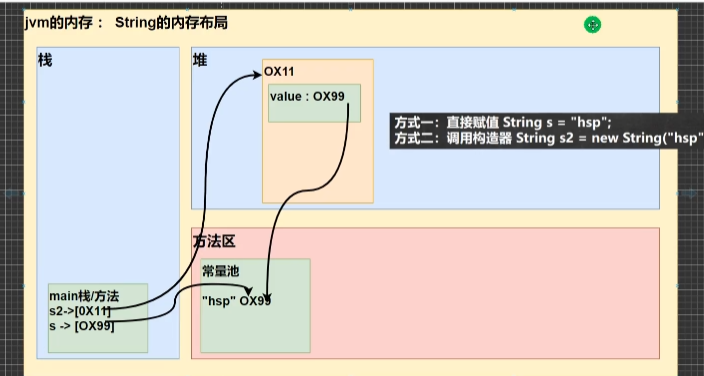 jvm的内存： String的内存布局
栈
堆
OX11
value : OX99
方式一：直接赋值 String s = "hsp";
方式二：调用构造器 String s2 = new String("hsp"
方法区
常量池
"hsp" OX99
main栈/方法
s2->[0X11]
s -> [OX99]